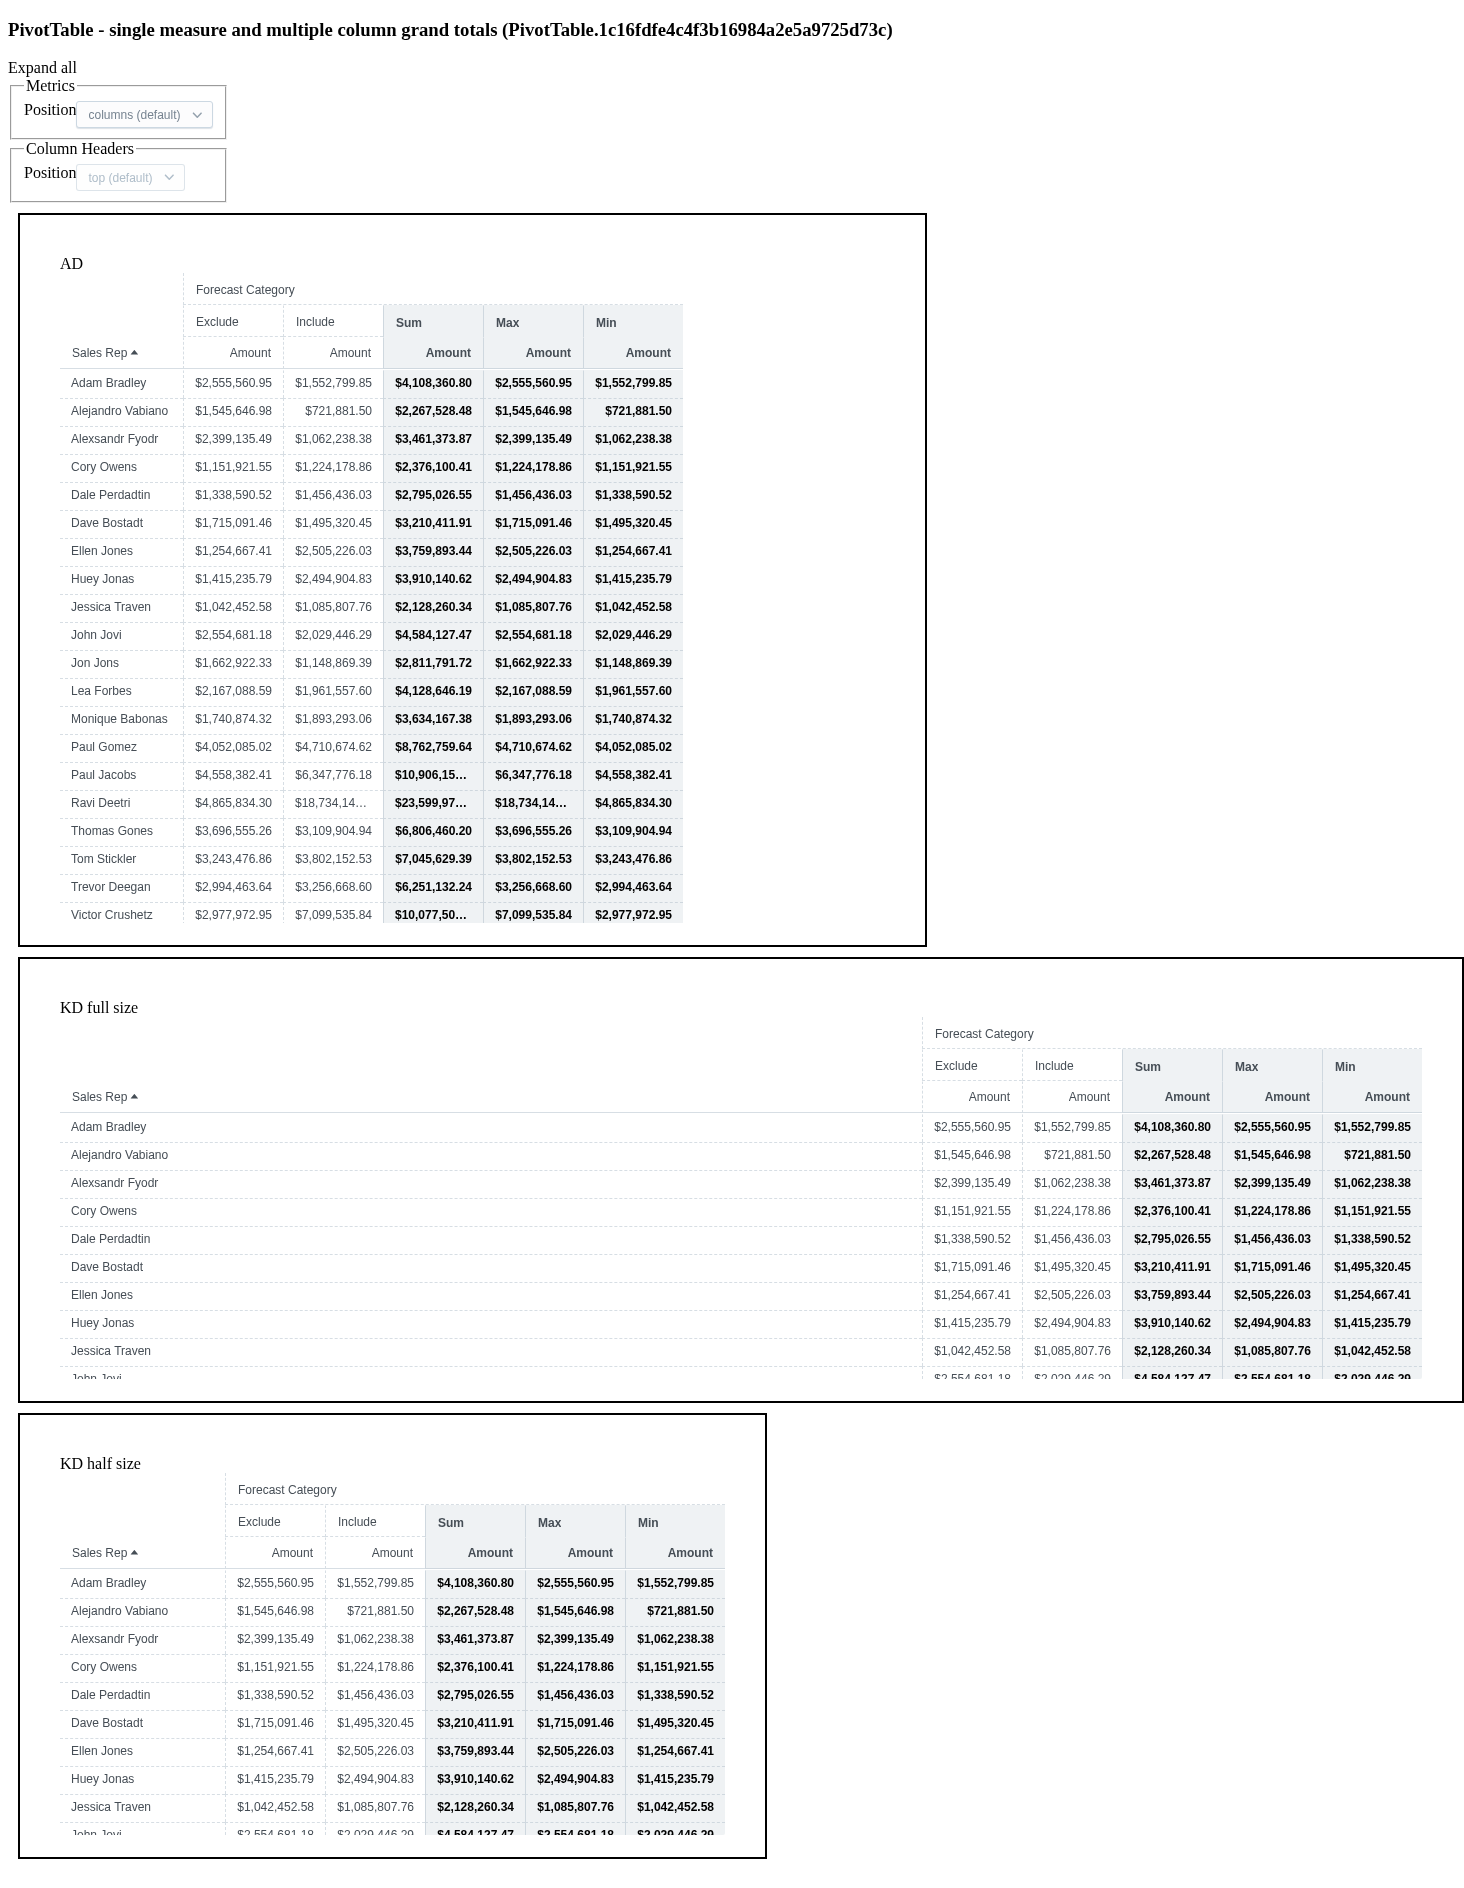 PivotTable - single measure and multiple column grand totals (PivotTable.1c16fdfe4c4f3b16984a2e5a9725d73c)
Expand all
Metrics
Position columns (default)
Column Headers
Position top (default)
AD
Forecast Category
Exclude Include Sum Max Min
Sales Rep Amount Amount Amount Amount Amount
Adam Bradley $2,555,560.95 $1,552,799.85 $4,108,360.80 $2,555,560.95 $1,552,799.85
Alejandro Vabiano $1,545,646.98 $721,881.50 $2,267,528.48 $1,545,646.98 $721,881.50
Alexsandr Fyodr $2,399,135.49 $1,062,238.38 $3,461,373.87 $2,399,135.49 $1,062,238.38
Cory Owens $1,151,921.55 $1,224,178.86 $2,376,100.41 $1,224,178.86 $1,151,921.55
Dale Perdadtin $1,338,590.52 $1,456,436.03 $2,795,026.55 $1,456,436.03 $1,338,590.52
Dave Bostadt $1,715,091.46 $1,495,320.45 $3,210,411.91 $1,715,091.46 $1,495,320.45
Ellen Jones $1,254,667.41 $2,505,226.03 $3,759,893.44 $2,505,226.03 $1,254,667.41
Huey Jonas $1,415,235.79 $2,494,904.83 $3,910,140.62 $2,494,904.83 $1,415,235.79
Jessica Traven $1,042,452.58 $1,085,807.76 $2,128,260.34 $1,085,807.76 $1,042,452.58
John Jovi $2,554,681.18 $2,029,446.29 $4,584,127.47 $2,554,681.18 $2,029,446.29
Jon Jons $1,662,922.33 $1,148,869.39 $2,811,791.72 $1,662,922.33 $1,148,869.39
Lea Forbes $2,167,088.59 $1,961,557.60 $4,128,646.19 $2,167,088.59 $1,961,557.60
Monique Babonas $1,740,874.32 $1,893,293.06 $3,634,167.38 $1,893,293.06 $1,740,874.32
Paul Gomez $4,052,085.02 $4,710,674.62 $8,762,759.64 $4,710,674.62 $4,052,085.02
Paul Jacobs $4,558,382.41 $6,347,776.18 $10,906,15... $6,347,776.18 $4,558,382.41
Ravi Deetri $4,865,834.30 $18,734,14... $23,599,97... $18,734,14... $4,865,834.30
Thomas Gones $3,696,555.26 $3,109,904.94 $6,806,460.20 $3,696,555.26 $3,109,904.94
Tom Stickler $3,243,476.86 $3,802,152.53 $7,045,629.39 $3,802,152.53 $3,243,476.86
Trevor Deegan $2,994,463.64 $3,256,668.60 $6,251,132.24 $3,256,668.60 $2,994,463.64
Victor Crushetz $2,977,972.95 $7,099,535.84 $10,077,50... $7,099,535.84 $2,977,972.95
KD full size
Forecast Category
Exclude Include Sum Max Min
Sales Rep Amount Amount Amount Amount Amount
Adam Bradley $2,555,560.95 $1,552,799.85 $4,108,360.80 $2,555,560.95 $1,552,799.85
Alejandro Vabiano $1,545,646.98 $721,881.50 $2,267,528.48 $1,545,646.98 $721,881.50
Alexsandr Fyodr $2,399,135.49 $1,062,238.38 $3,461,373.87 $2,399,135.49 $1,062,238.38
Cory Owens $1,151,921.55 $1,224,178.86 $2,376,100.41 $1,224,178.86 $1,151,921.55
Dale Perdadtin $1,338,590.52 $1,456,436.03 $2,795,026.55 $1,456,436.03 $1,338,590.52
Dave Bostadt $1,715,091.46 $1,495,320.45 $3,210,411.91 $1,715,091.46 $1,495,320.45
Ellen Jones $1,254,667.41 $2,505,226.03 $3,759,893.44 $2,505,226.03 $1,254,667.41
Huey Jonas $1,415,235.79 $2,494,904.83 $3,910,140.62 $2,494,904.83 $1,415,235.79
Jessica Traven $1,042,452.58 $1,085,807.76 $2,128,260.34 $1,085,807.76 $1,042,452.58
John Jovi $2,554,681.18 $2,029,446.29 $4,584,127.47 $2,554,681.18 $2,029,446.29
KD half size
Forecast Category
Exclude Include Sum Max Min
Sales Rep Amount Amount Amount Amount Amount
Adam Bradley $2,555,560.95 $1,552,799.85 $4,108,360.80 $2,555,560.95 $1,552,799.85
Alejandro Vabiano $1,545,646.98 $721,881.50 $2,267,528.48 $1,545,646.98 $721,881.50
Alexsandr Fyodr $2,399,135.49 $1,062,238.38 $3,461,373.87 $2,399,135.49 $1,062,238.38
Cory Owens $1,151,921.55 $1,224,178.86 $2,376,100.41 $1,224,178.86 $1,151,921.55
Dale Perdadtin $1,338,590.52 $1,456,436.03 $2,795,026.55 $1,456,436.03 $1,338,590.52
Dave Bostadt $1,715,091.46 $1,495,320.45 $3,210,411.91 $1,715,091.46 $1,495,320.45
Ellen Jones $1,254,667.41 $2,505,226.03 $3,759,893.44 $2,505,226.03 $1,254,667.41
Huey Jonas $1,415,235.79 $2,494,904.83 $3,910,140.62 $2,494,904.83 $1,415,235.79
Jessica Traven $1,042,452.58 $1,085,807.76 $2,128,260.34 $1,085,807.76 $1,042,452.58
John Jovi $2,554,681.18 $2,029,446.29 $4,584,127.47 $2,554,681.18 $2,029,446.29